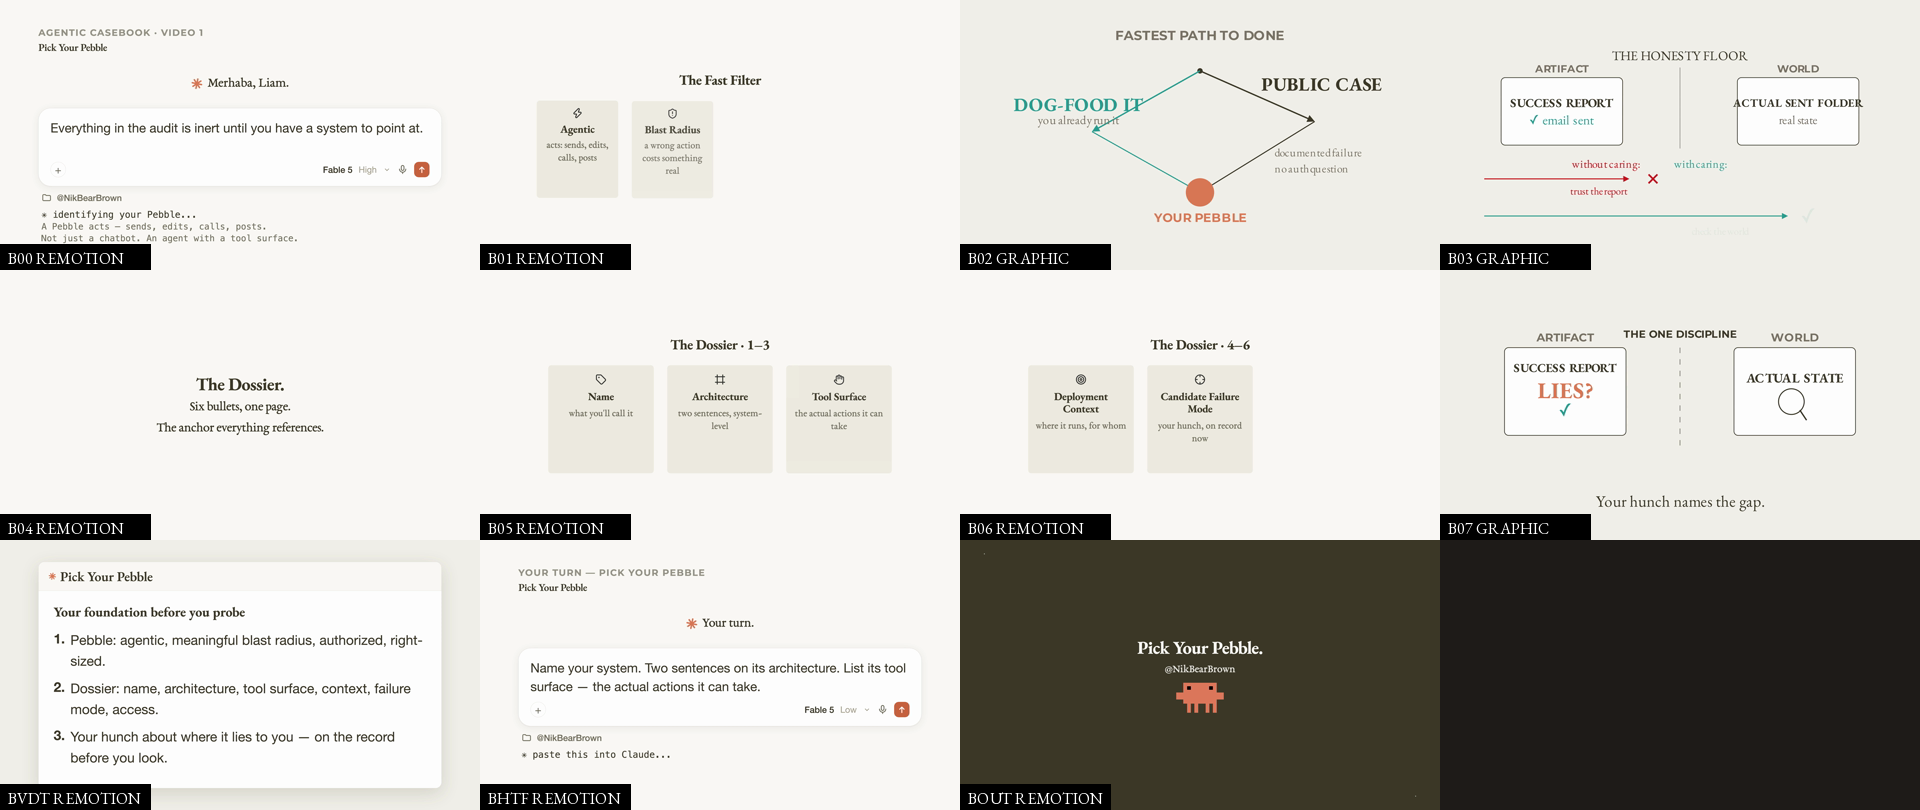 AGENTIC CASEBOOK · VIDEO 1
Pick Your Pebble
Merhaba, Liam.
Everything in the audit is inert until you have a system to point at.
+
Fable 5 High
@NikBearBrown
✳ identifying your Pebble...
A Pebble acts — sends, edits, calls, posts.
Not just a chatbot. An agent with a tool surface.
B00 REMOTION
The Fast Filter
Agentic
acts: sends, edits,
calls, posts
Blast Radius
a wrong action
costs something
real
B01 REMOTION
FASTEST PATH TO DONE
DOG-FOOD IT
you already run it
PUBLIC CASE
documented failure
no auth question
YOUR PEBBLE
B02 GRAPHIC
THE HONESTY FLOOR
ARTIFACT
WORLD
SUCCESS REPORT
✓ email sent
ACTUAL SENT FOLDER
real state
without caring:
with caring:
trust the report
B03 GRAPHIC
The Dossier.
Six bullets, one page.
The anchor everything references.
B04 REMOTION
The Dossier · 1–3
Name
what you'll call it
Architecture
two sentences, system-
level
Tool Surface
the actual actions it can
take
B05 REMOTION
The Dossier · 4–6
Deployment
Context
where it runs, for whom
Candidate Failure
Mode
your hunch, on record
now
B06 REMOTION
ARTIFACT
THE ONE DISCIPLINE
WORLD
SUCCESS REPORT
LIES?
✓
ACTUAL STATE
Your hunch names the gap.
B07 GRAPHIC
Pick Your Pebble
Your foundation before you probe
1. Pebble: agentic, meaningful blast radius, authorized, right-
sized.
2. Dossier: name, architecture, tool surface, context, failure
mode, access.
3. Your hunch about where it lies to you — on the record
before you look.
BVDT REMOTION
YOUR TURN — PICK YOUR PEBBLE
Pick Your Pebble
Your turn.
Name your system. Two sentences on its architecture. List its tool
surface — the actual actions it can take.
+
Fable 5 Low
@NikBearBrown
✳ paste this into Claude...
BHTF REMOTION
Pick Your Pebble.
@NikBearBrown
BOUT REMOTION